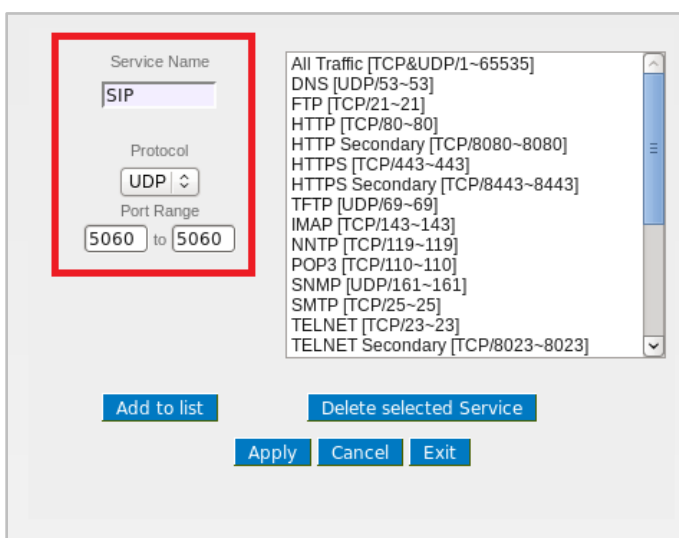 Service Name
SIP
Protocol
UDP
Port Range
5060 to 5060
All Traffic [TCP&UDP/1~65535]
DNS [UDP/53~53]
FTP [TCP/21~21]
HTTP [TCP/80~80]
HTTP Secondary [TCP/8080~8080]
HTTPS [TCP/443~443]
HTTPS Secondary [TCP/8443~8443]
TFTP [UDP/69~69]
IMAP [TCP/143~143]
NNTP [TCP/119~119]
POP3 [TCP/110~110]
SNMP [UDP/161~161]
SMTP [TCP/25~25]
TELNET [TCP/23~23]
TELNET Secondary [TCP/8023~8023]
Add to list Delete selected Service
Apply Cancel Exit